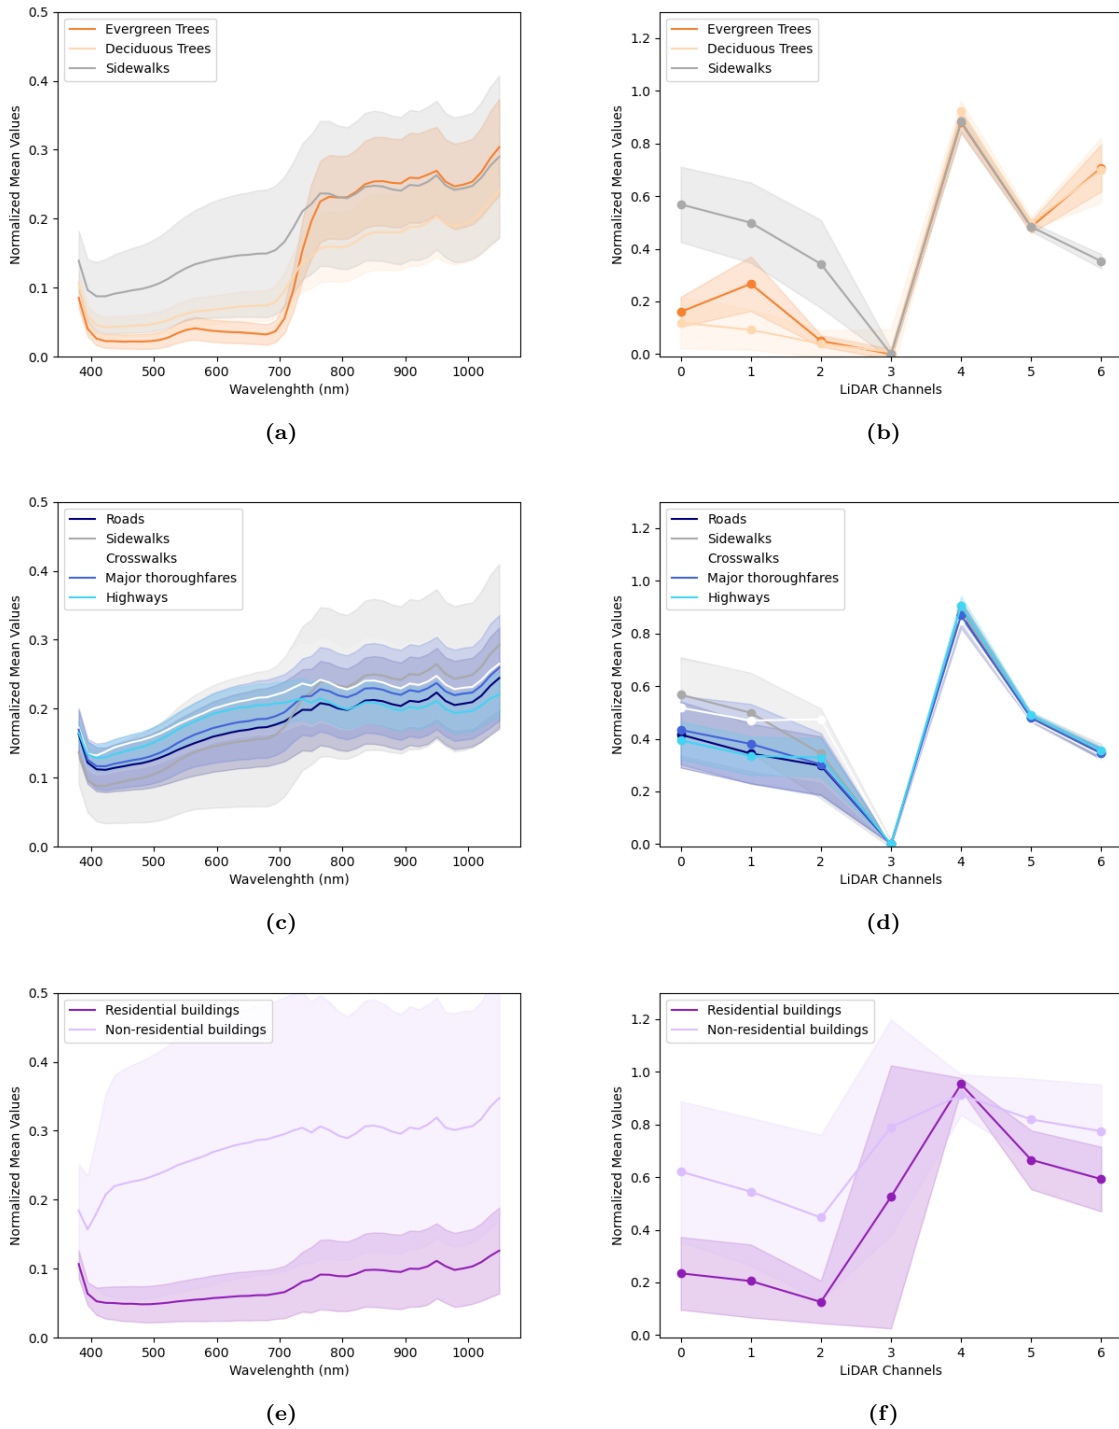 0.5
0.4
0.3
0.2
0.1
0.0
Normalized Mean Values
Evergreen Trees
Deciduous Trees
Sidewalks
400 500 600 700 800 900 1000
Wavelenghth (nm)
(a)
1.2
1.0
0.8
0.6
0.4
0.2
0.0
Normalized Mean Values
Evergreen Trees
Deciduous Trees
Sidewalks
0 1 2 3 4 5 6
LiDAR Channels
(b)
0.5
0.4
0.3
0.2
0.1
0.0
Normalized Mean Values
Roads
Sidewalks
Crosswalks
Major thoroughfares
Highways
400 500 600 700 800 900 1000
Wavelenghth (nm)
(c)
1.2
1.0
0.8
0.6
0.4
0.2
0.0
Normalized Mean Values
Roads
Sidewalks
Crosswalks
Major thoroughfares
Highways
0 1 2 3 4 5 6
LiDAR Channels
(d)
0.5
0.4
0.3
0.2
0.1
0.0
Normalized Mean Values
Residential buildings
Non-residential buildings
400 500 600 700 800 900 1000
Wavelenghth (nm)
(e)
1.2
1.0
0.8
0.6
0.4
0.2
0.0
Normalized Mean Values
Residential buildings
Non-residential buildings
0 1 2 3 4 5 6
LiDAR Channels
(f)